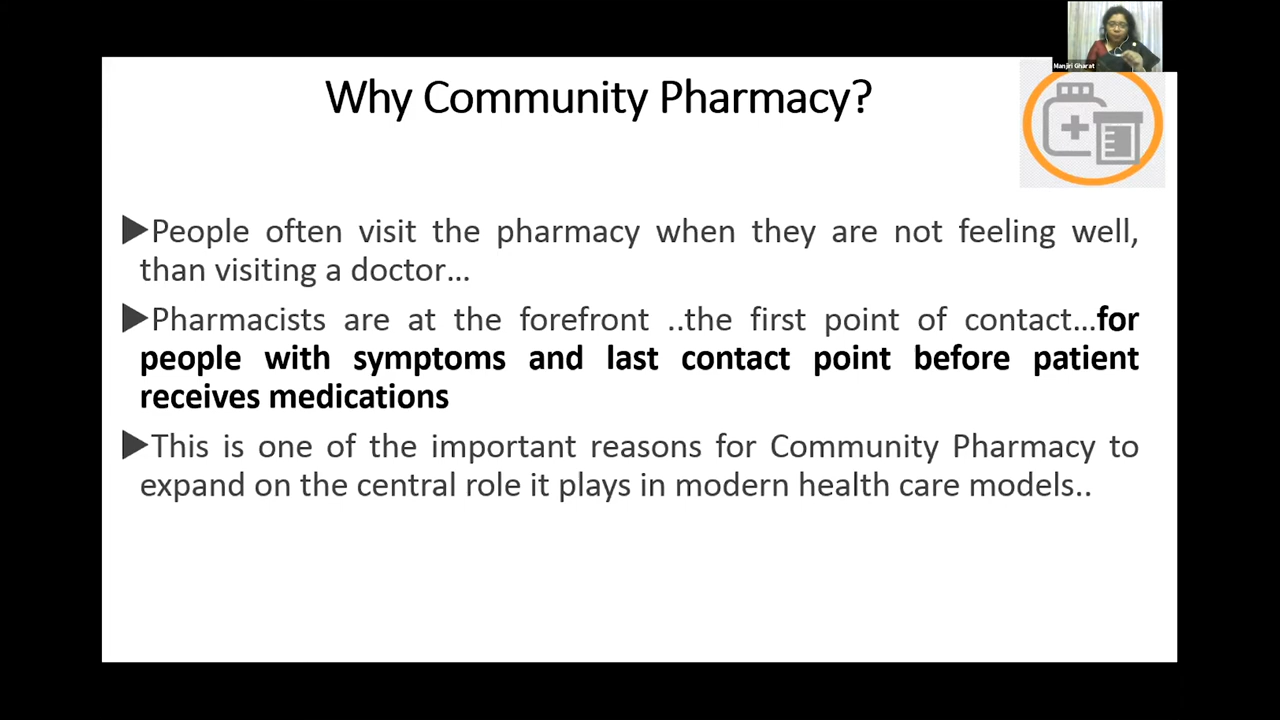 Manjiri Gharat
Why Community Pharmacy?
People often visit the pharmacy when they are not feeling well,
than visiting a doctor...
Pharmacists are at the forefront ..the first point of contact...for
people with symptoms and last contact point before patient
receives medications
This is one of the important reasons for Community Pharmacy to
expand on the central role it plays in modern health care models..